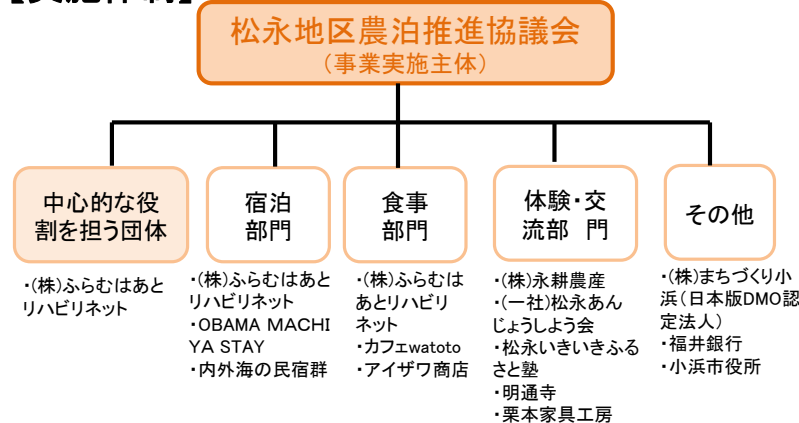 松永地区農泊推進協議会
(事業実施主体)
中心的な役
割を担う団体
・(株)ふらむはあと
リハビリネット
宿泊
部門
・(株)ふらむはあと
リハビリネット
・OBAMA MACHI
YA STAY
・内外海の民宿群
食事
部門
・(株)ふらむは
あとリハビリ
ネット
・カフェwatoto
・アイザワ商店
体験・交
流部 門
・(株)永耕農産
・(一社)松永あん
じょうしよう会
・松永いきいきふる
さと塾
・明通寺
・栗本家具工房
その他
・(株)まちづくり小
浜(日本版DMO認
定法人)
・福井銀行
・小浜市役所